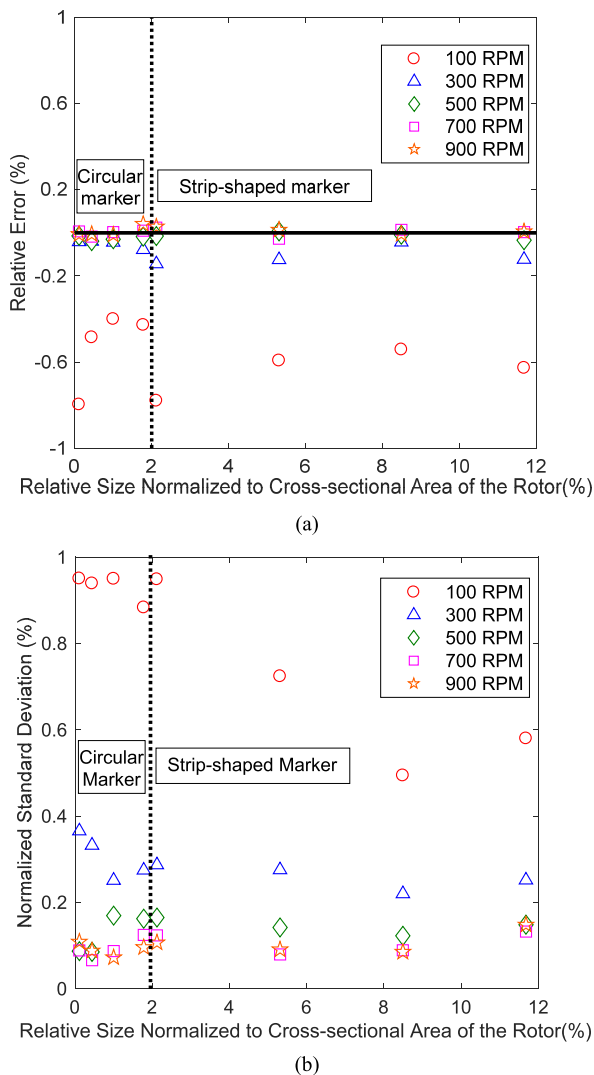 1
0.6
0.2
-0.2
-0.6
-1
Relative Error (%)
Circular
marker
Strip-shaped marker
100 RPM
300 RPM
500 RPM
700 RPM
900 RPM
0 2 4 6 8 10 12
Relative Size Normalized to Cross-sectional Area of the Rotor(%)
(a)
1
0.8
0.6
0.4
0.2
0
Normalized Standard Deviation (%)
Circular
Marker
Strip-shaped Marker
100 RPM
300 RPM
500 RPM
700 RPM
900 RPM
0 2 4 6 8 10 12
Relative Size Normalized to Cross-sectional Area of the Rotor(%)
(b)